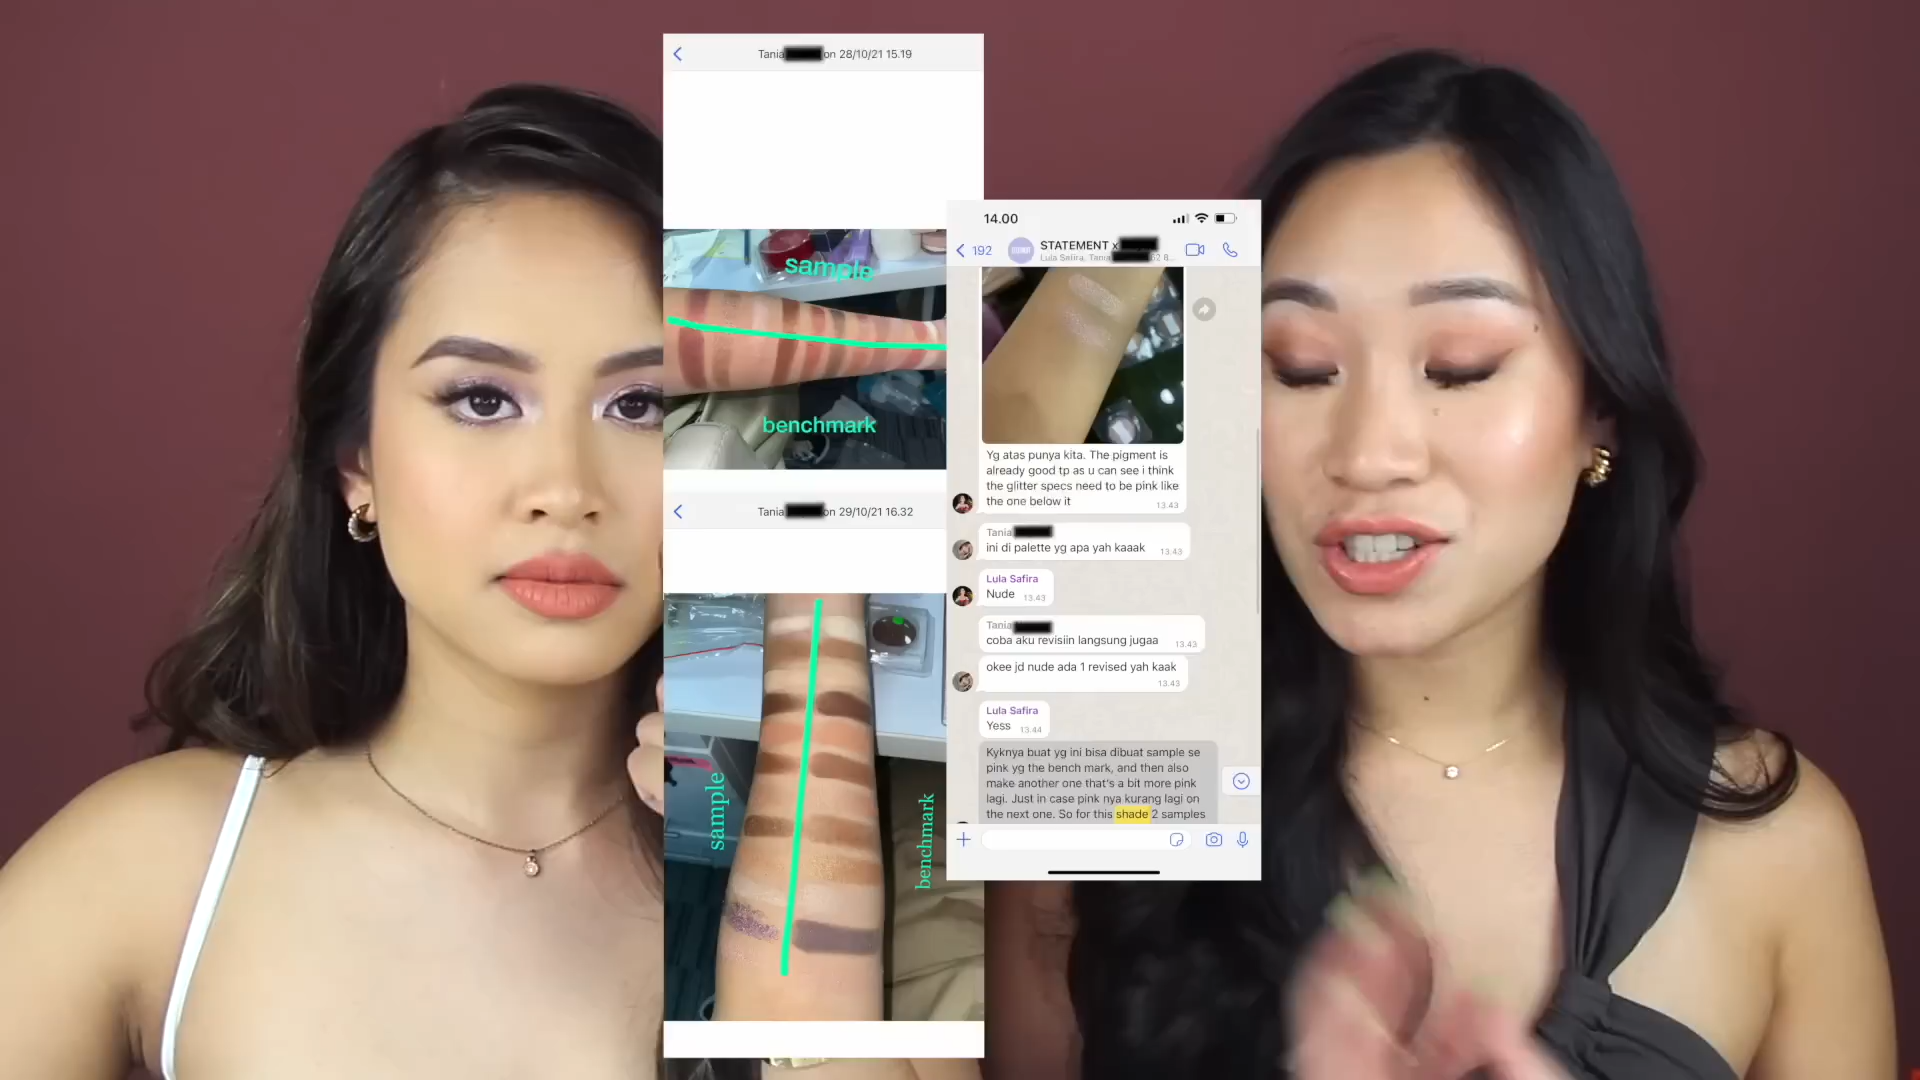 Tania on 28/10/21 15.19
sample
benchmark
Tania on 29/10/21 16.32
sample
benchmark
14.00
192
STATEMENT x
Lula Safira, Tania
Yg atas punya kita. The pigment is
already good tp as u can see i think
the glitter specs need to be pink like
the one below it
13.43
Tania
ini di palette yg apa yah kaaak
13.43
Lula Safira
Nude
13.43
Tania
coba aku revisiin langsung jugaa
13.43
okee jd nude ada 1 revised yah kaak
13.43
Lula Safira
Yess
13.44
Kyknya buat yg ini bisa dibuat sample se
pink yg the bench mark, and then also
make another one that's a bit more pink
lagi. Just in case pink nya kurang lagi on
the next one. So for this shade 2 samples